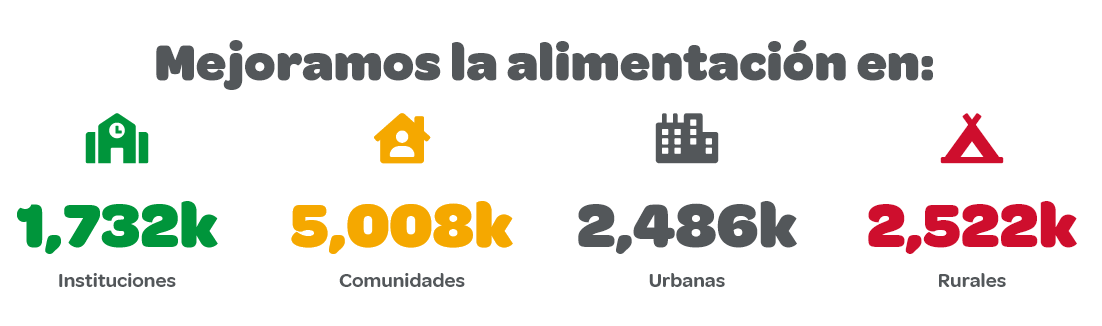 Mejoramos la alimentación en:
1,732k
5,008k
2,486k
2,522k
Instituciones
Comunidades
Urbanas
Rurales